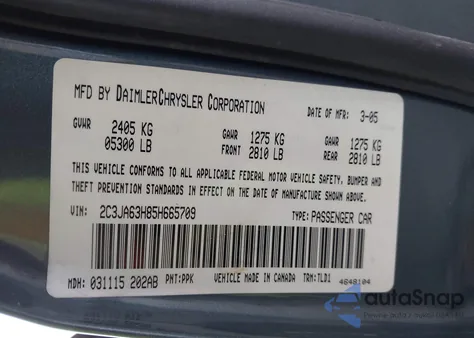 MFD BY DAIMLERCHRYSLER CORPORATION DATE OF MFR: 3-05
GVWR 2405 KG GAWR 1275 KG GAWR 1275 KG
05300 LB FRONT 2810 LB REAR 2810 LB
THIS VEHICLE CONFORMS TO ALL APPLICABLE FEDERAL MOTOR VEHICLE SAFETY, BUMPER AND
THEFT PREVENTION STANDARDS IN EFFECT ON THE DATE OF MANUFACTURE SHOWN ABOVE.
VIN: 2C3JA63H85H665709 TYPE: PASSENGER CAR
MDH: 031115 202AB PNT: PPK VEHICLE MADE IN CANADA TRM: TLD1 4648104
autoSnap